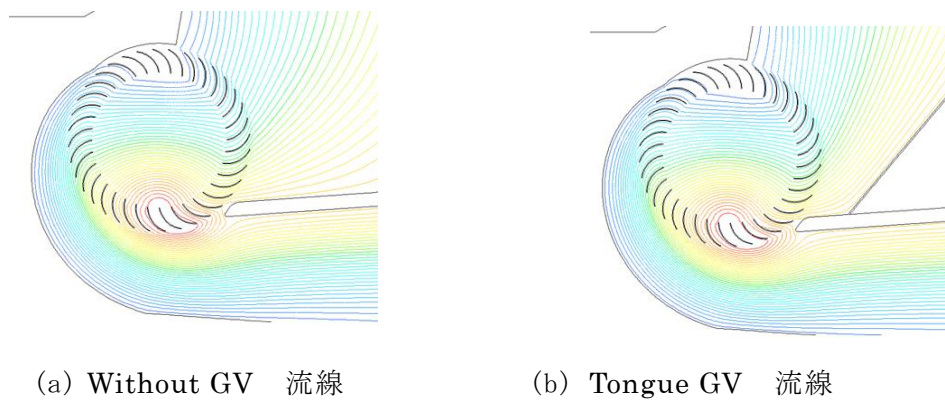 (a) Without GV　流線
(b) Tongue GV　流線